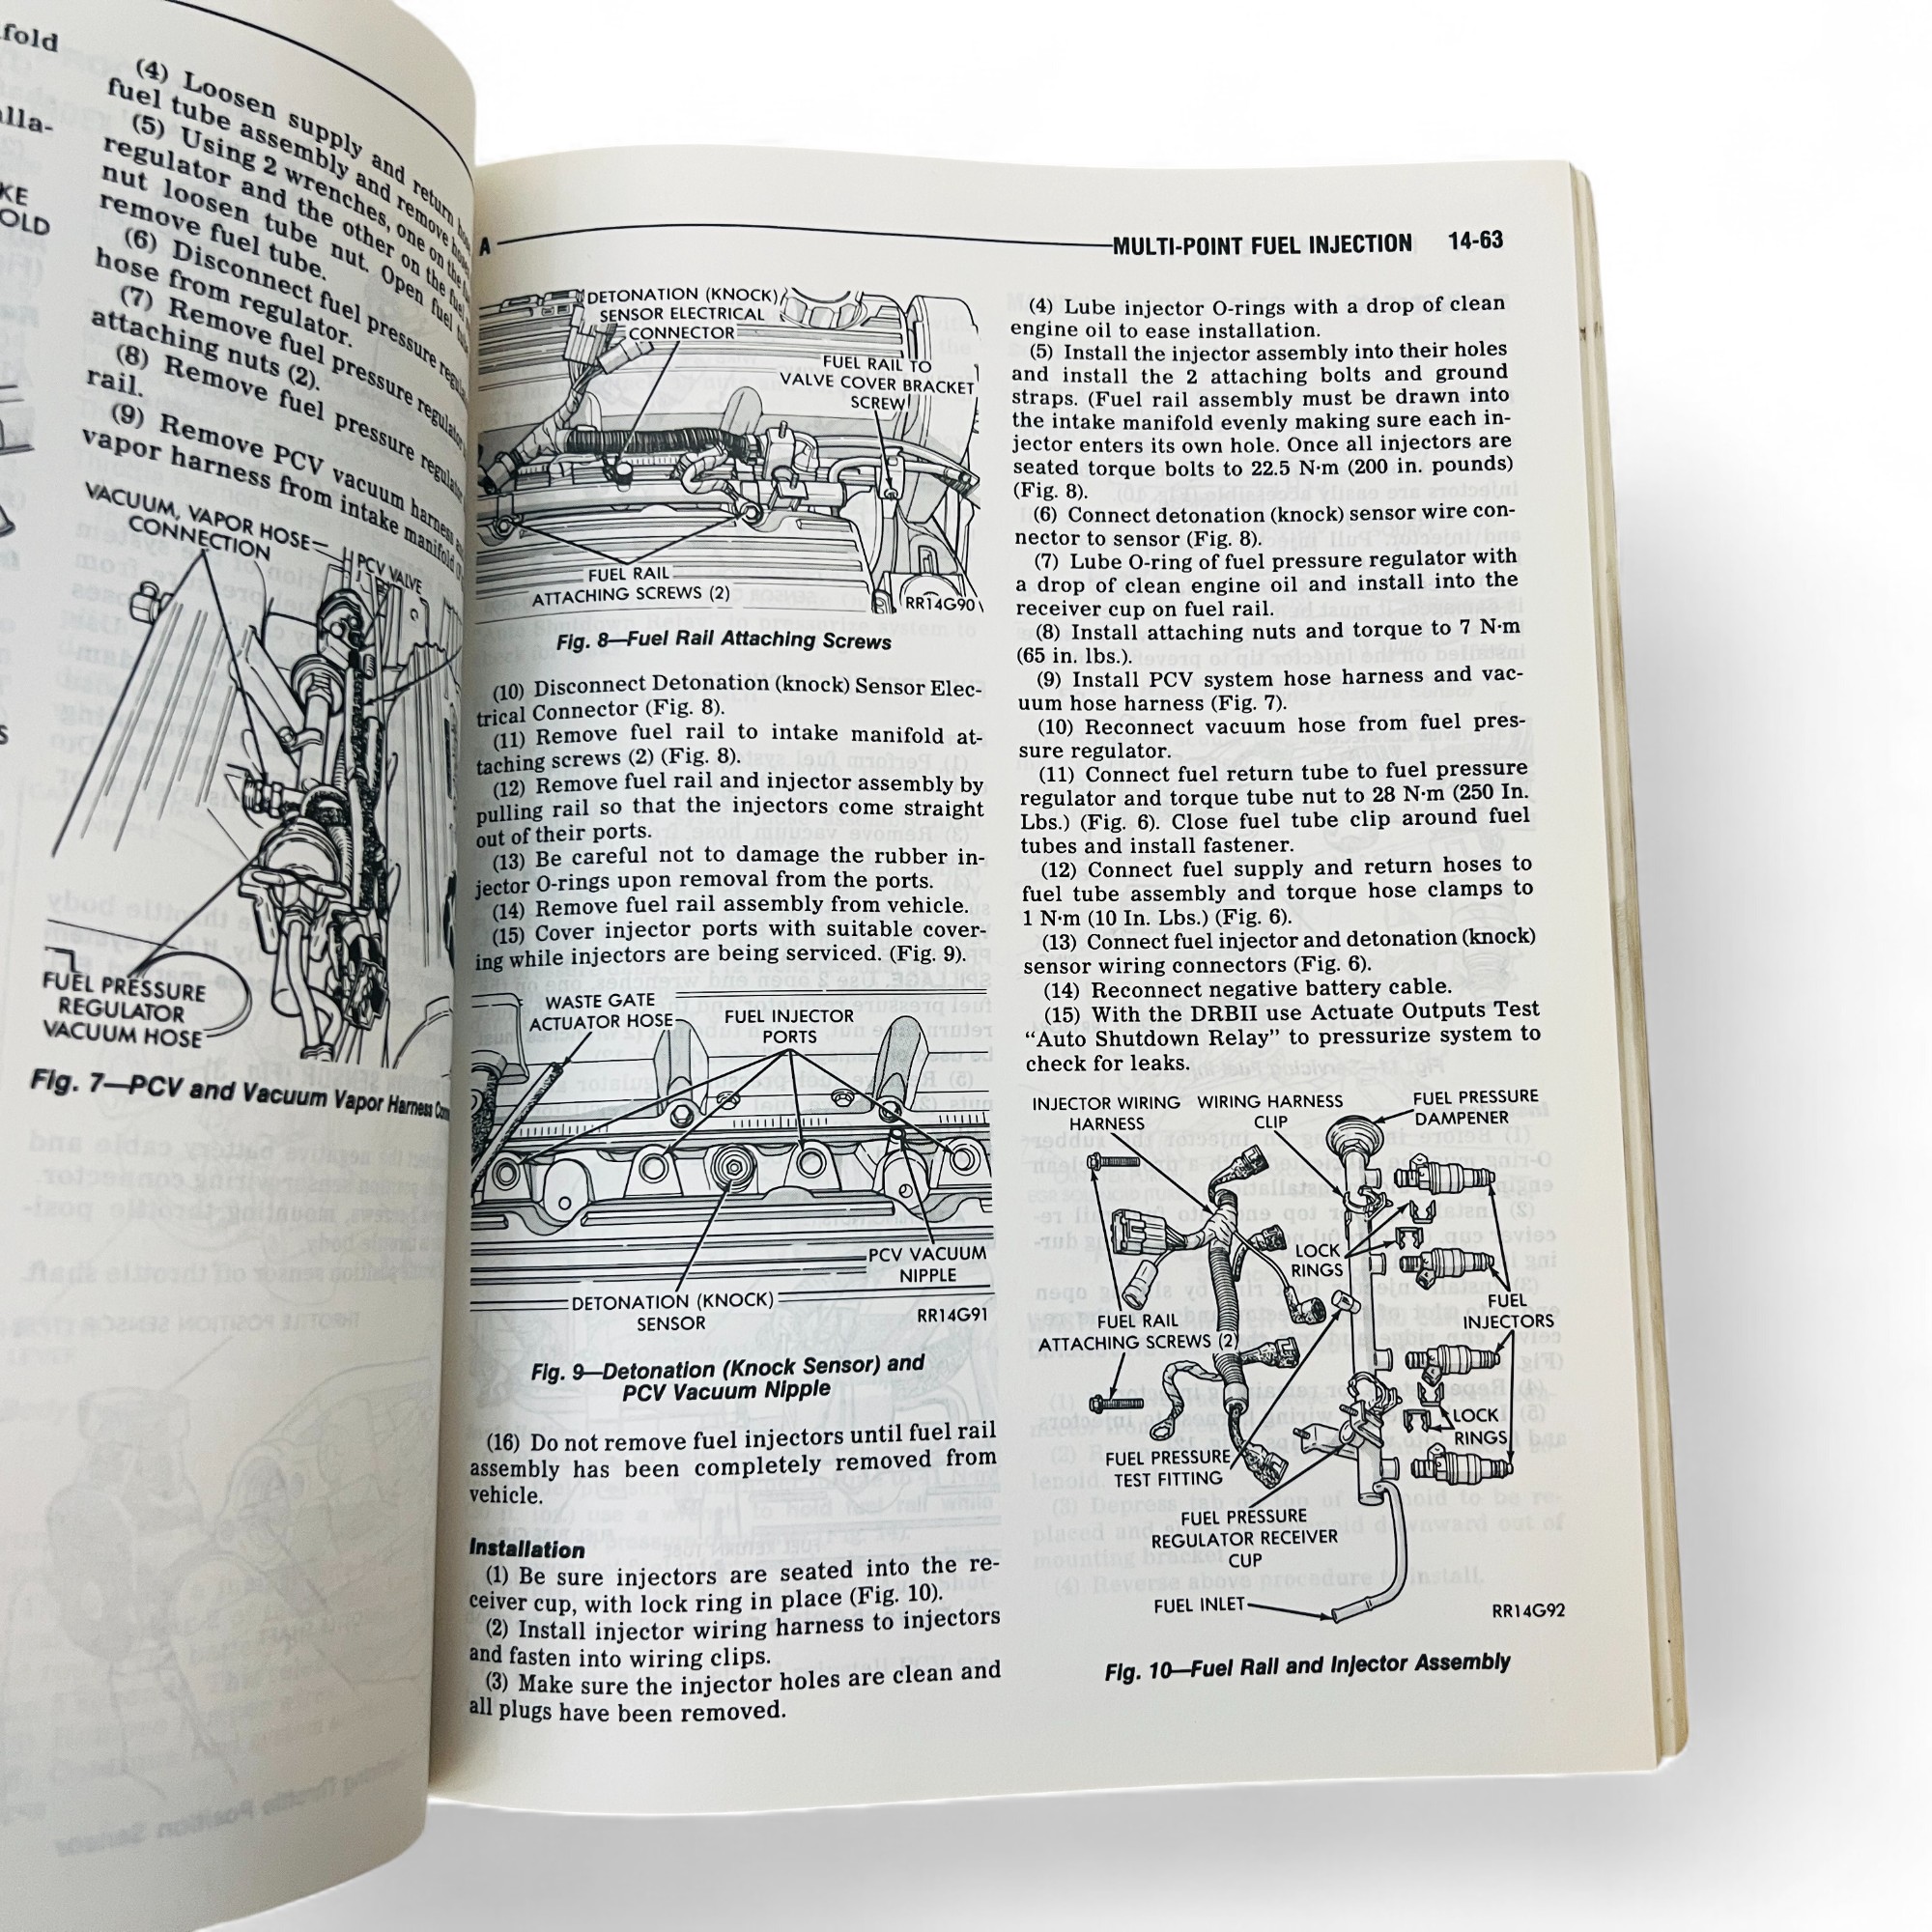 ifold
alla-
KE
OLD
S
(4) Loosen supply and return
fuel tube assembly and remove
(5) Using 2 wrenches, one on the
regulator and the other on the fuel
nut loosen tube nut. Open fuel
remove fuel tube.
(6) Disconnect fuel pressure
hose from regulator.
(7) Remove fuel pressure regulator
attaching nuts (2).
(8) Remove fuel pressure
rail.
(9) Remove PCV vacuum harness
vapor harness from intake manifold
VACUUM, VAPOR HOSE
CONNECTION
PCV VALVE
FUEL PRESSURE
REGULATOR
VACUUM HOSE
Fig. 7—PCV and Vacuum Vapor Harness
A
MULTI-POINT FUEL INJECTION 14-63
DETONATION (KNOCK)
SENSOR ELECTRICAL
CONNECTOR
FUEL RAIL TO
VALVE COVER BRACKET
SCREW
FUEL RAIL
ATTACHING SCREWS (2)
RR14G90
Fig. 8—Fuel Rail Attaching Screws
(10) Disconnect Detonation (knock) Sensor Elec-
trical Connector (Fig. 8).
(11) Remove fuel rail to intake manifold at-
taching screws (2) (Fig. 8).
(12) Remove fuel rail and injector assembly by
pulling rail so that the injectors come straight
out of their ports.
(13) Be careful not to damage the rubber in-
jector O-rings upon removal from the ports.
(14) Remove fuel rail assembly from vehicle.
(15) Cover injector ports with suitable cover-
ing while injectors are being serviced. (Fig. 9).
WASTE GATE
ACTUATOR HOSE
FUEL INJECTOR
PORTS
PCV VACUUM
NIPPLE
DETONATION (KNOCK)
SENSOR
RR14G91
Fig. 9—Detonation (Knock Sensor) and
PCV Vacuum Nipple
(16) Do not remove fuel injectors until fuel rail
assembly has been completely removed from
vehicle.
Installation
(1) Be sure injectors are seated into the re-
ceiver cup, with lock ring in place (Fig. 10).
(2) Install injector wiring harness to injectors
and fasten into wiring clips.
(3) Make sure the injector holes are clean and
all plugs have been removed.
(4) Lube injector O-rings with a drop of clean
engine oil to ease installation.
(5) Install the injector assembly into their holes
and install the 2 attaching bolts and ground
straps. (Fuel rail assembly must be drawn into
the intake manifold evenly making sure each in-
jector enters its own hole. Once all injectors are
seated torque bolts to 22.5 N·m (200 in. pounds)
(Fig. 8).
(6) Connect detonation (knock) sensor wire con-
nector to sensor (Fig. 8).
(7) Lube O-ring of fuel pressure regulator with
a drop of clean engine oil and install into the
receiver cup on fuel rail.
(8) Install attaching nuts and torque to 7 N·m
(65 in. lbs.).
(9) Install PCV system hose harness and vac-
uum hose harness (Fig. 7).
(10) Reconnect vacuum hose from fuel pres-
sure regulator.
(11) Connect fuel return tube to fuel pressure
regulator and torque tube nut to 28 N·m (250 In.
Lbs.) (Fig. 6). Close fuel tube clip around fuel
tubes and install fastener.
(12) Connect fuel supply and return hoses to
fuel tube assembly and torque hose clamps to
1 N·m (10 In. Lbs.) (Fig. 6).
(13) Connect fuel injector and detonation (knock)
sensor wiring connectors (Fig. 6).
(14) Reconnect negative battery cable.
(15) With the DRBII use Actuate Outputs Test
“Auto Shutdown Relay” to pressurize system to
check for leaks.
INJECTOR WIRING
HARNESS
WIRING HARNESS
CLIP
FUEL PRESSURE
DAMPENER
LOCK
RINGS
FUEL
INJECTORS
FUEL RAIL
ATTACHING SCREWS (2)
LOCK
RINGS
FUEL PRESSURE
TEST FITTING
FUEL PRESSURE
REGULATOR RECEIVER
CUP
FUEL INLET
RR14G92
Fig. 10—Fuel Rail and Injector Assembly